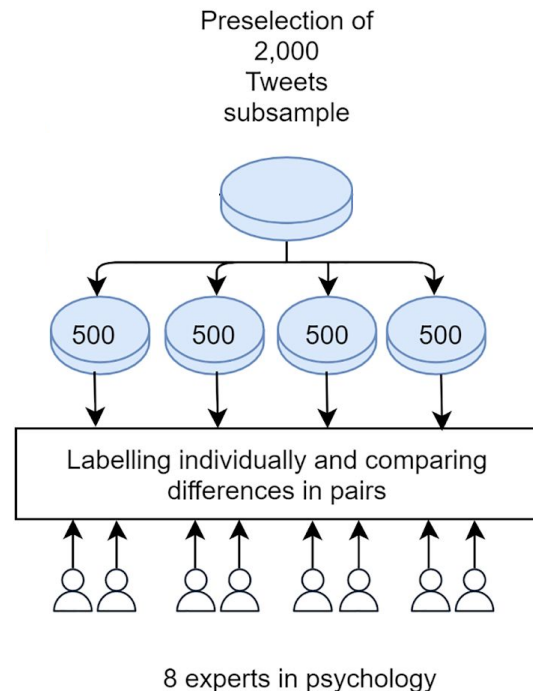 Preselection of
2,000
Tweets
subsample
500 500 500 500
Labelling individually and comparing
differences in pairs
8 experts in psychology